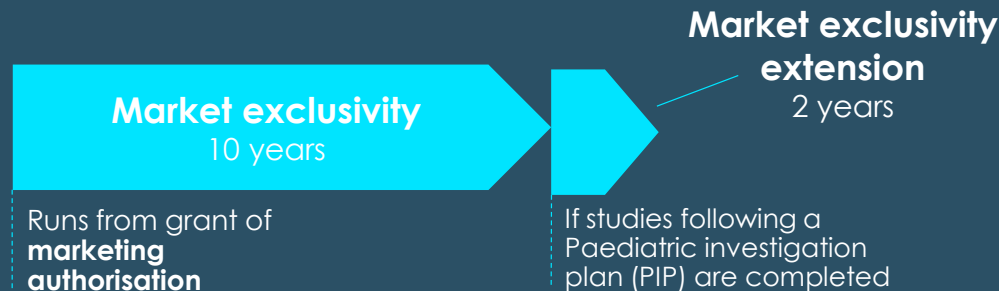 Market exclusivity
10 years
Runs from grant of
marketing
authorisation
Market exclusivity
extension
2 years
If studies following a
Paediatric investigation
plan (PIP) are completed